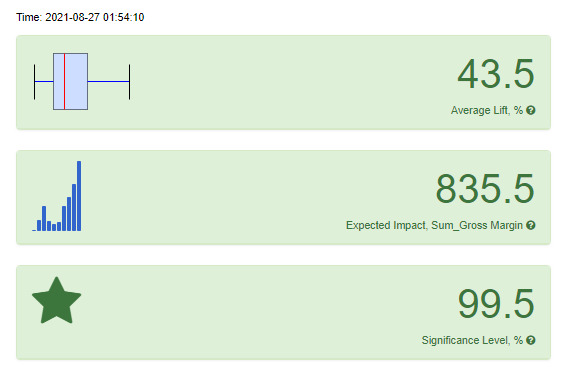 Time: 2021-08-27 01:54:10
43.5
Average Lift, %
835.5
Expected Impact, Sum_Gross Margin
99.5
Significance Level, %